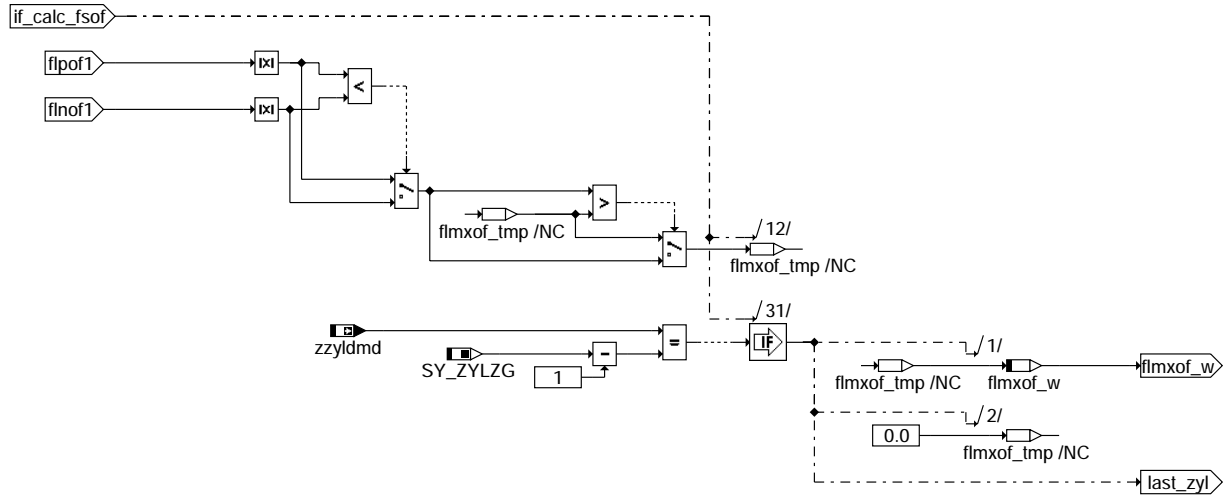 if_calc_fsof
flpof1
|x|
<
flnof1
|x|
>
flmxof_tmp /NC
/12/
flmxof_tmp /NC
/31/
zzyldmd
=
IF
SY_ZYLZG
-
1
/1/
flmxof_tmp /NC
flmxof_w
flmxof_w
/2/
0.0
flmxof_tmp /NC
last_zyl